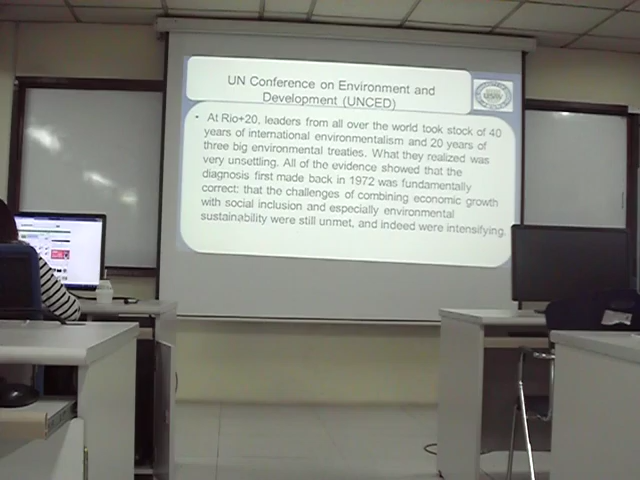 UN Conference on Environment and
Development (UNCED)
• At Rio+20, leaders from all over the world took stock of 40
years of international environmentalism and 20 years of
three big environmental treaties. What they realized was
very unsettling. All of the evidence showed that the
diagnosis first made back in 1972 was fundamentally
correct: that the challenges of combining economic growth
with social inclusion and especially environmental
sustainability were still unmet, and indeed were intensifying.